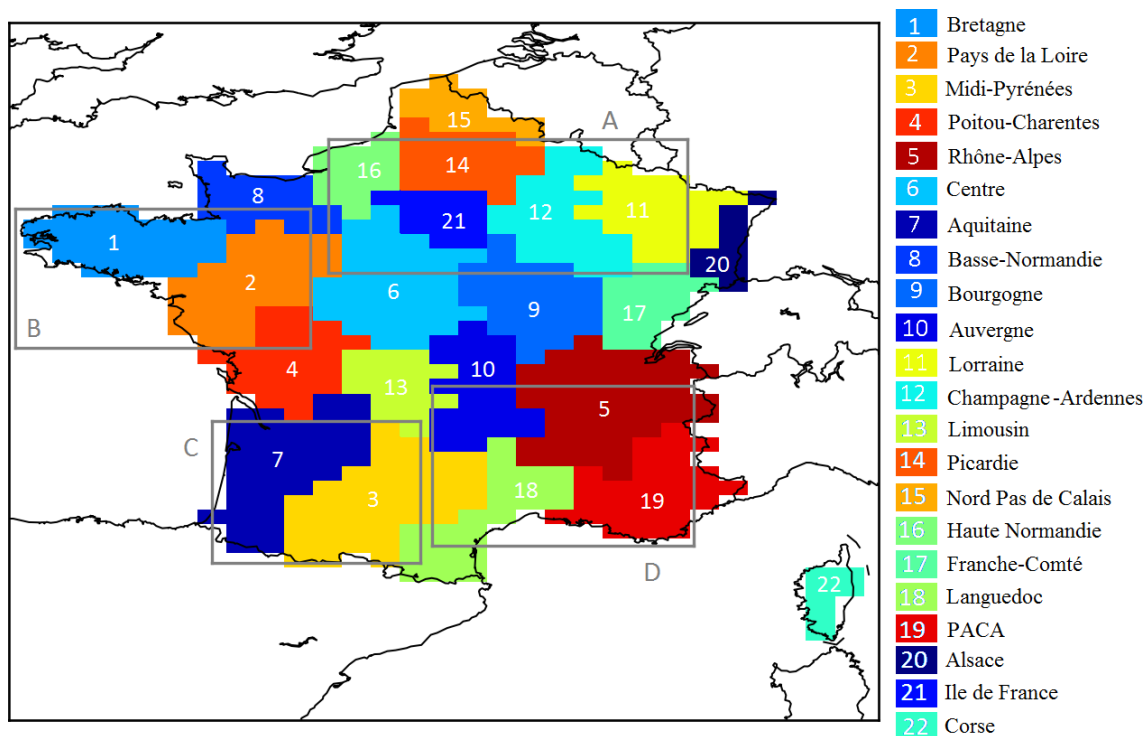 A
15
16
14
8
21
12
11
1
20
2
6
9
17
B
4
13
10
5
C
7
3
18
19
D
22
1 Bretagne
2 Pays de la Loire
3 Midi-Pyrénées
4 Poitou-Charentes
5 Rhône-Alpes
6 Centre
7 Aquitaine
8 Basse-Normandie
9 Bourgogne
10 Auvergne
11 Lorraine
12 Champagne-Ardennes
13 Limousin
14 Picardie
15 Nord Pas de Calais
16 Haute Normandie
17 Franche-Comté
18 Languedoc
19 PACA
20 Alsace
21 Ile de France
22 Corse